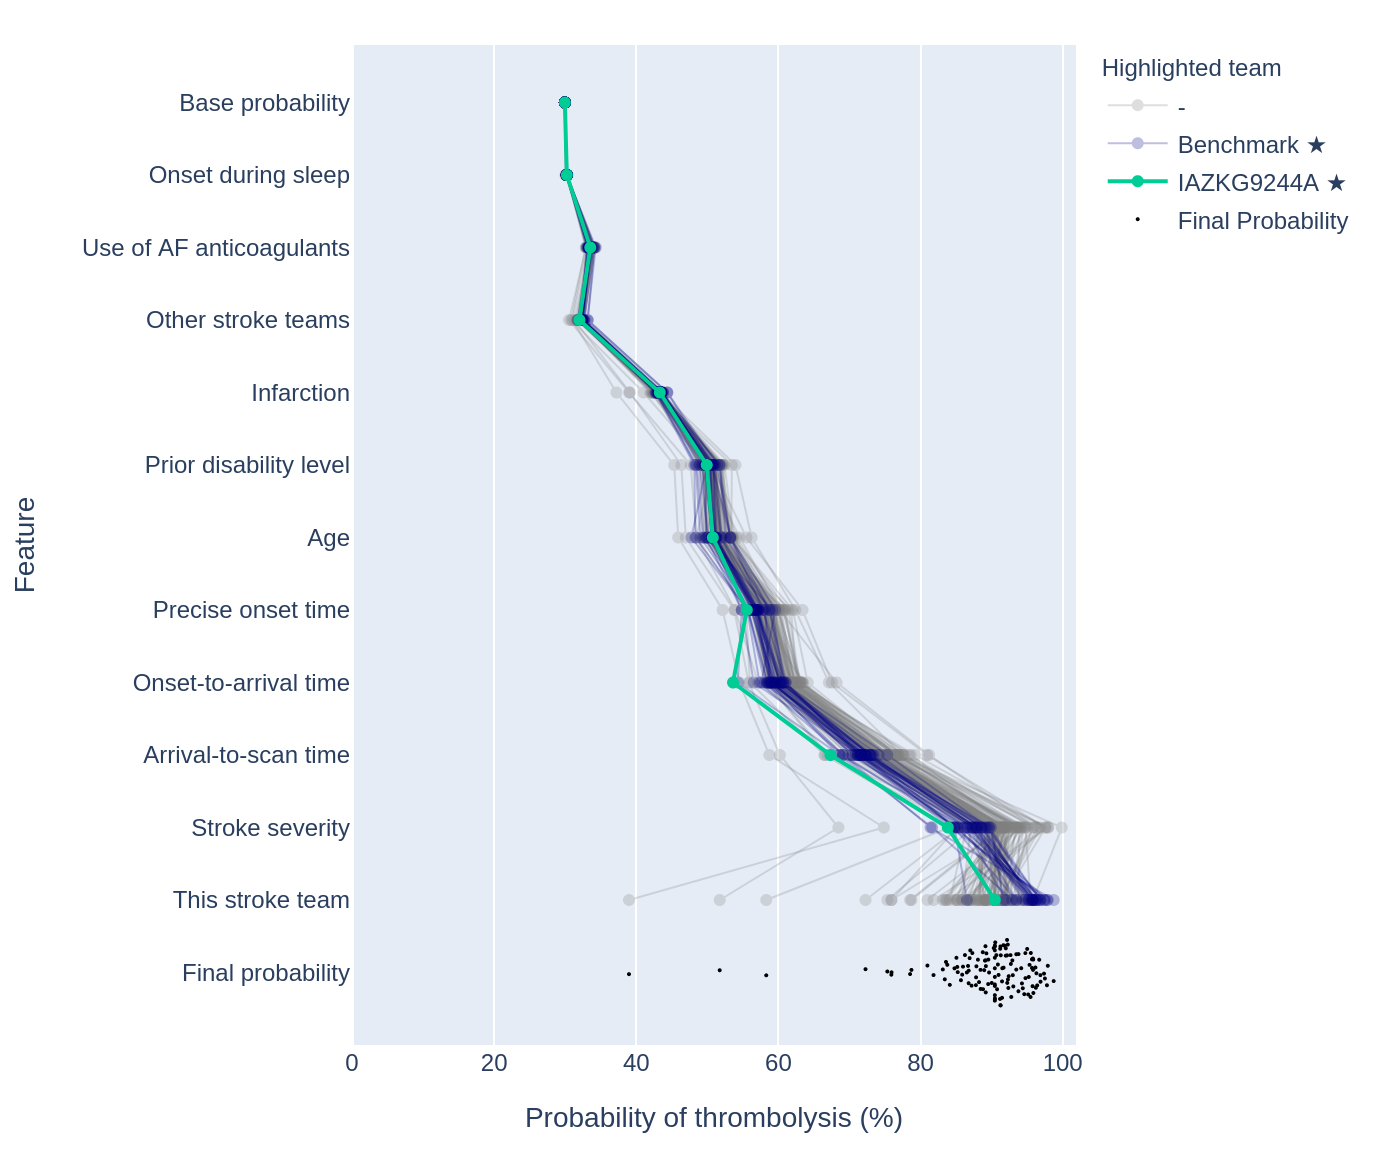 Highlighted team
-
Benchmark ★
IAZKG9244A ★
Final Probability
Feature
Base probability
Onset during sleep
Use of AF anticoagulants
Other stroke teams
Infarction
Prior disability level
Age
Precise onset time
Onset-to-arrival time
Arrival-to-scan time
Stroke severity
This stroke team
Final probability
0 20 40 60 80 100
Probability of thrombolysis (%)